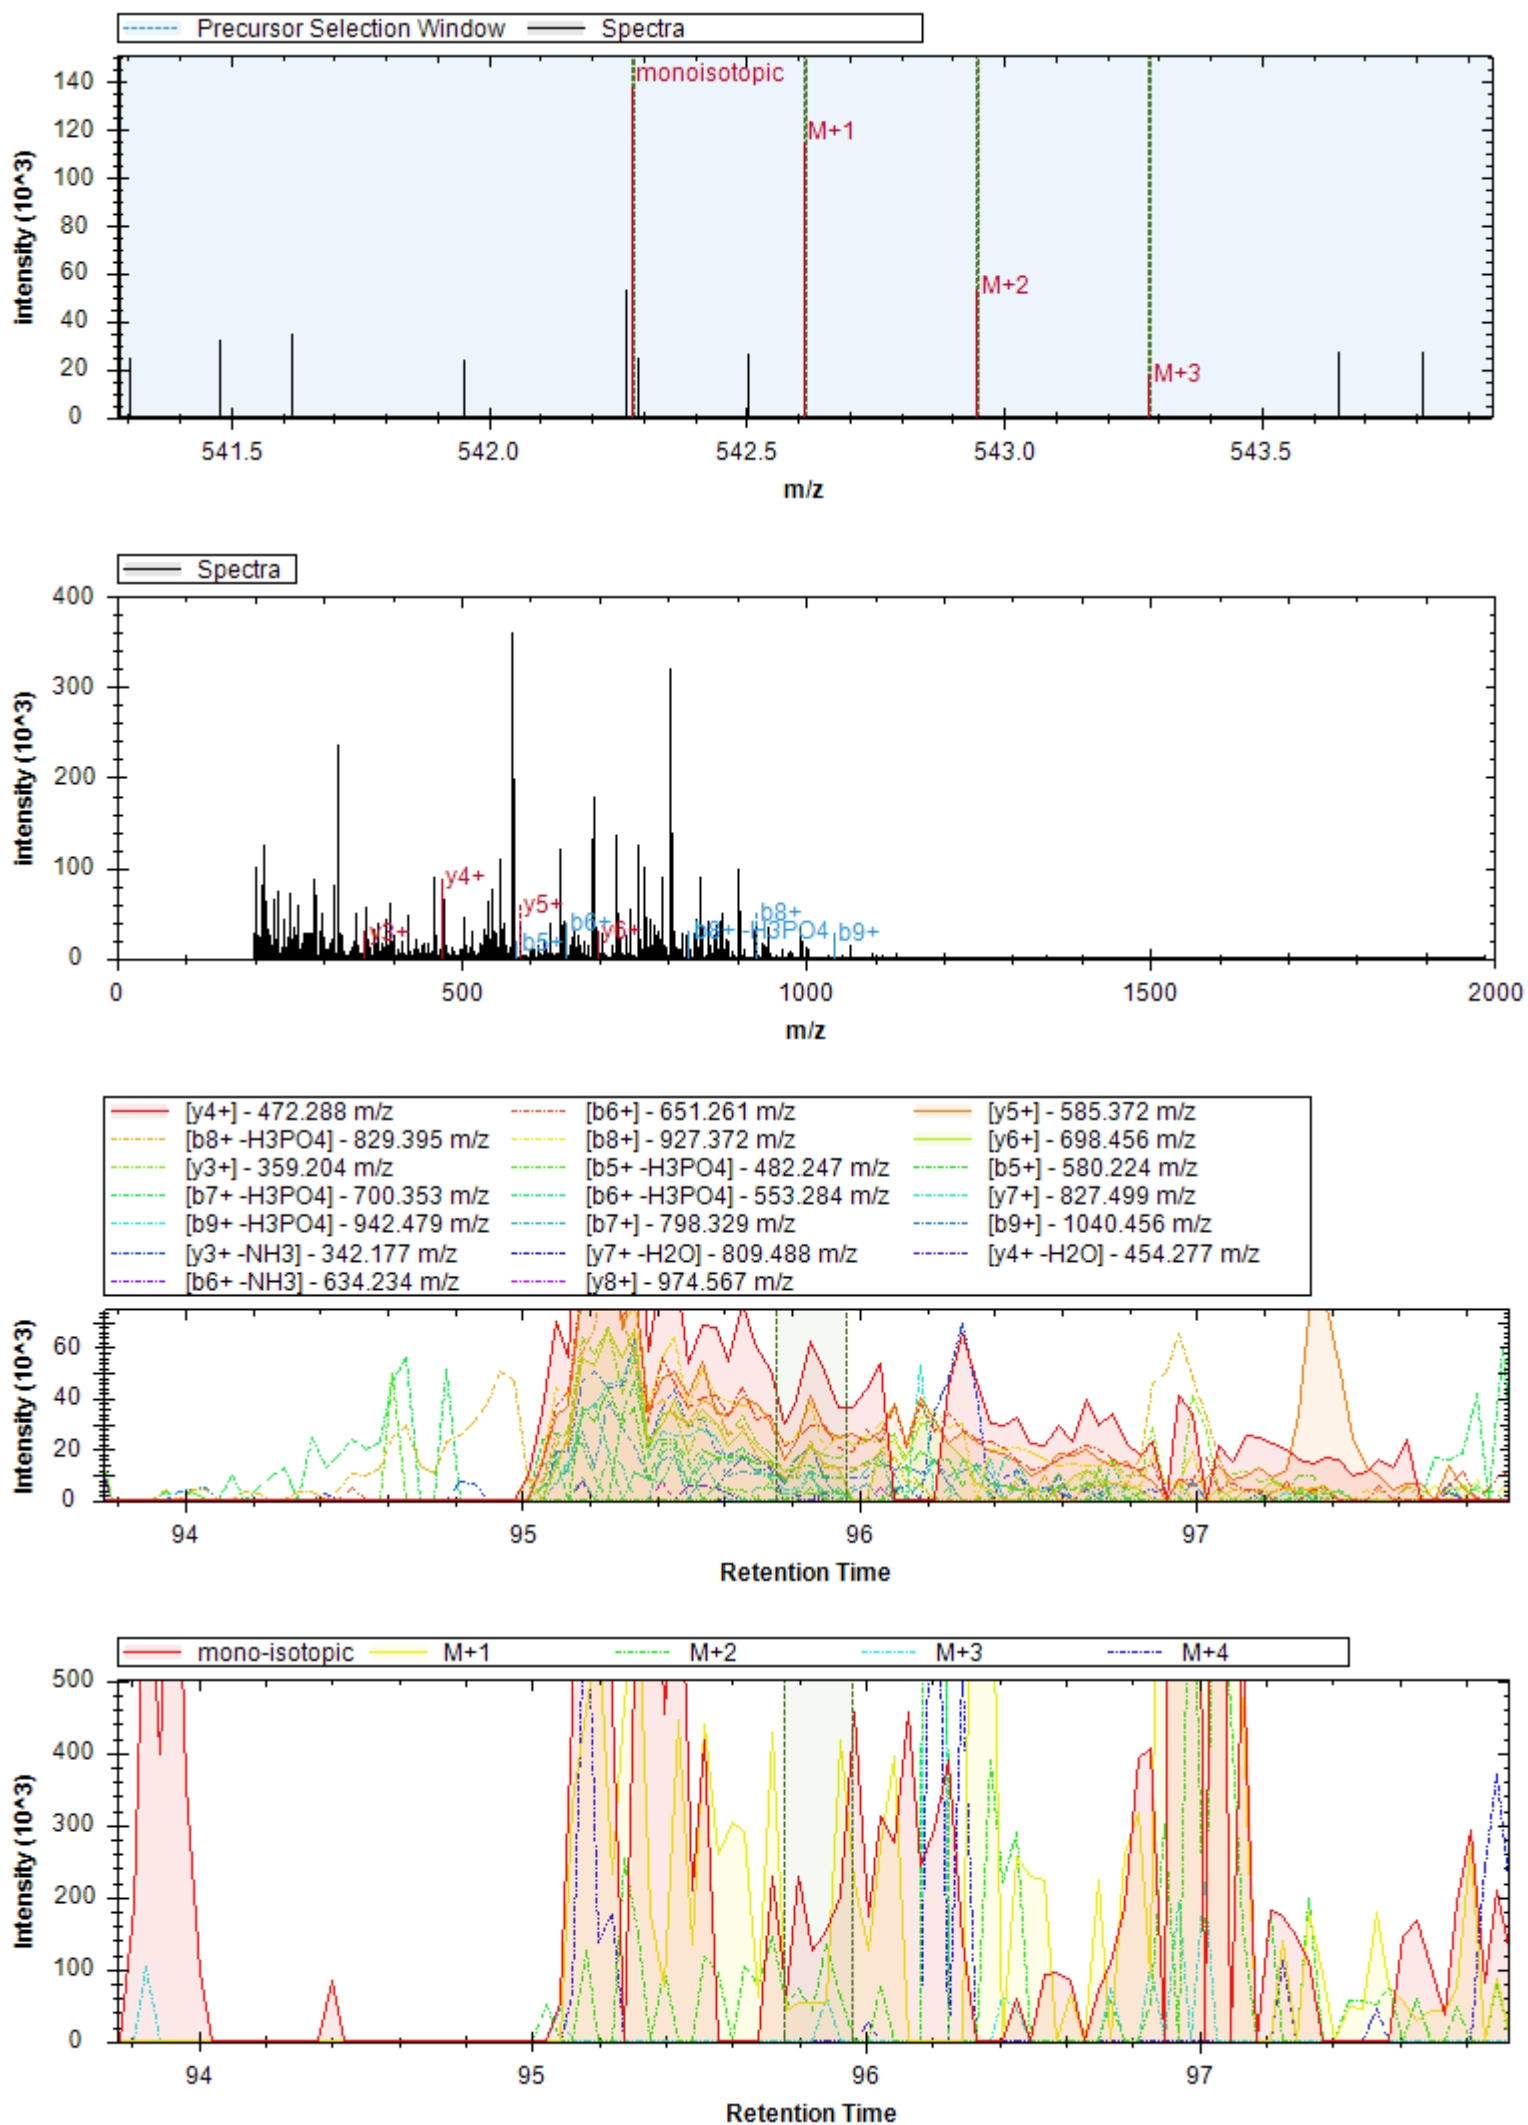 Precursor Selection Window Spectra
monoisotopic
M+1
M+2
M+3
140
120
100
80
60
40
20
0
intensity (10^3)
541.5 542.0 542.5 543.0 543.5
m/z
Spectra
400
300
200
100
0
intensity (10^3)
y3+ y4+ y5+ b5+ b6+ y6+ b8+ -H3PO4 b8+ b9+
0 500 1000 1500 2000
m/z
[y4+] - 472.288 m/z [b6+] - 651.261 m/z [y5+] - 585.372 m/z
[b8+ -H3PO4] - 829.395 m/z [b8+] - 927.372 m/z [y6+] - 698.456 m/z
[y3+] - 359.204 m/z [b5+ -H3PO4] - 482.247 m/z [b5+] - 580.224 m/z
[b7+ -H3PO4] - 700.353 m/z [b6+ -H3PO4] - 553.284 m/z [y7+] - 827.499 m/z
[b9+ -H3PO4] - 942.479 m/z [b7+] - 798.329 m/z [b9+] - 1040.456 m/z
[y3+ -NH3] - 342.177 m/z [y7+ -H2O] - 809.488 m/z [y4+ -H2O] - 454.277 m/z
[b6+ -NH3] - 634.234 m/z [y8+] - 974.567 m/z
60
40
20
0
Intensity (10^3)
94 95 96 97
Retention Time
mono-isotopic M+1 M+2 M+3 M+4
500
400
300
200
100
0
Intensity (10^3)
94 95 96 97
Retention Time